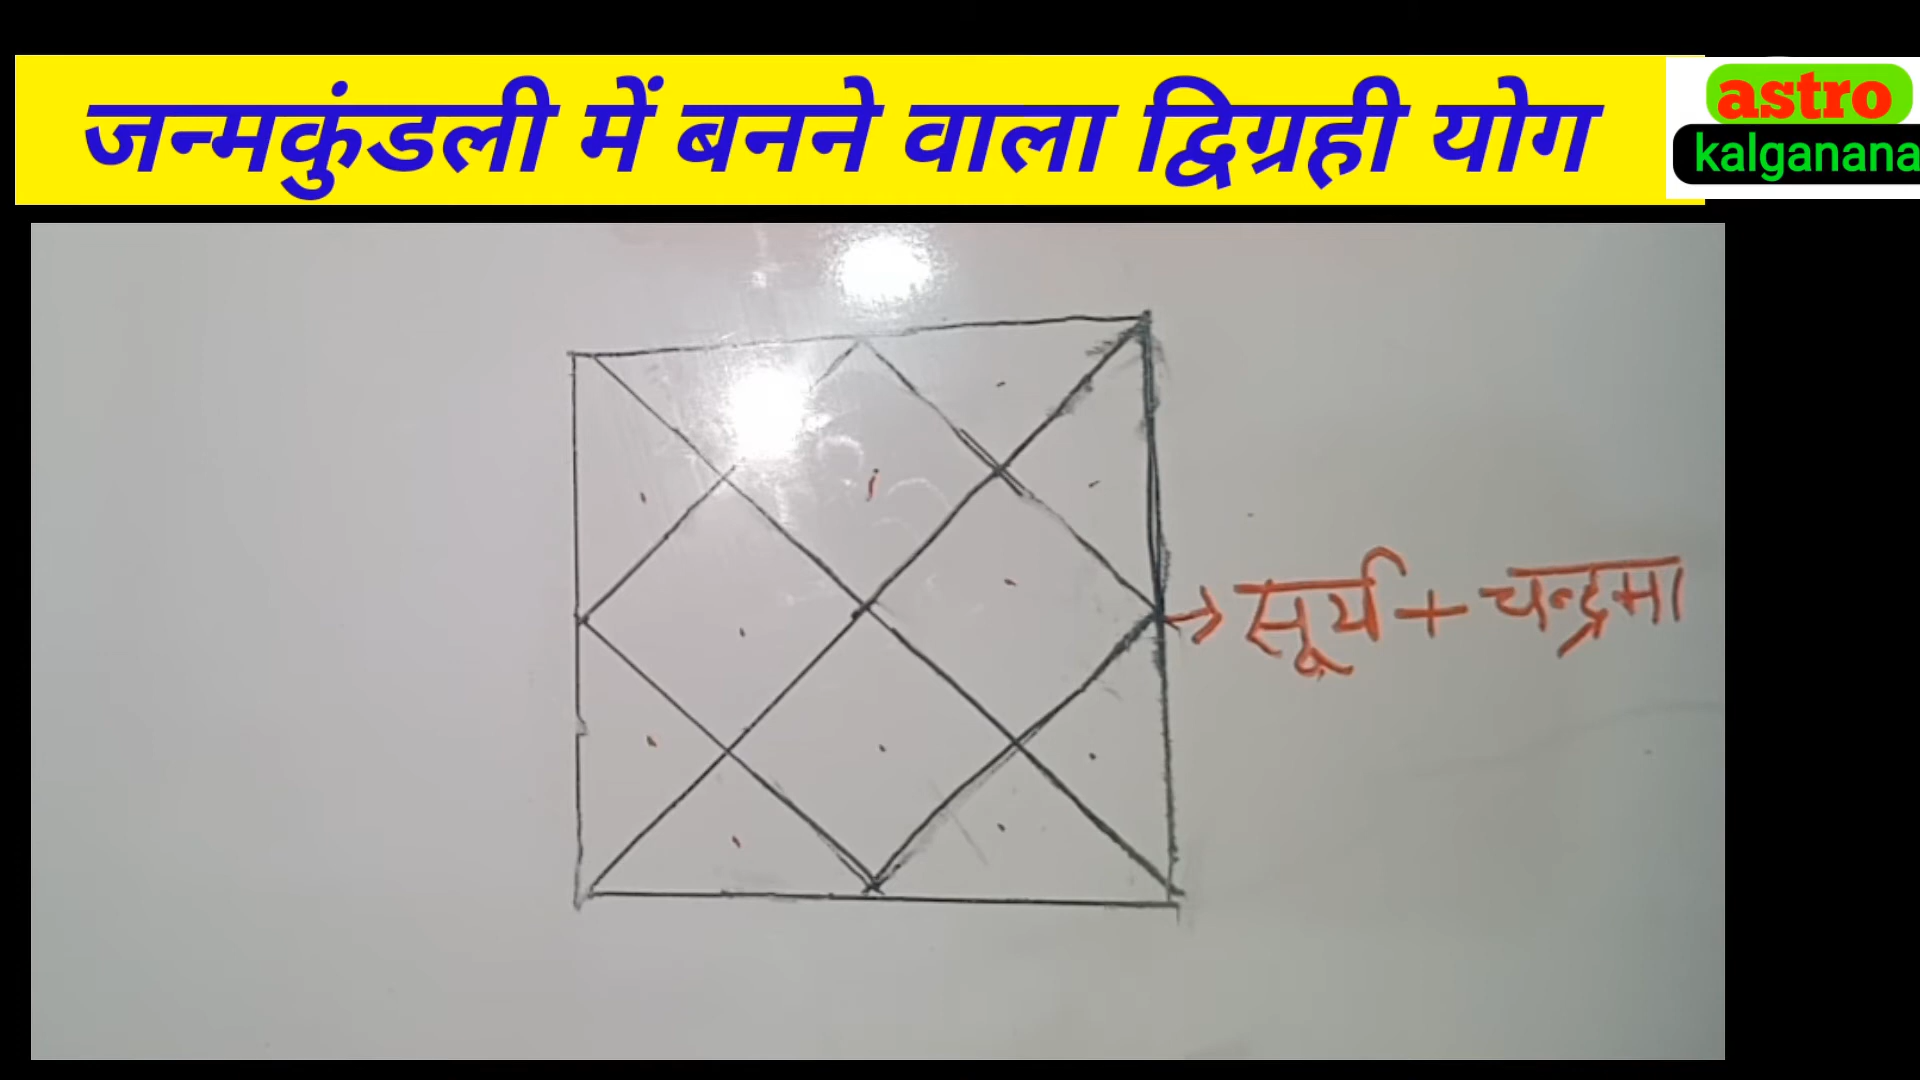 जन्मकुंडली में बनने वाला द्विग्रही योग
astro
kalganana
→ सूर्य + चन्द्रमा